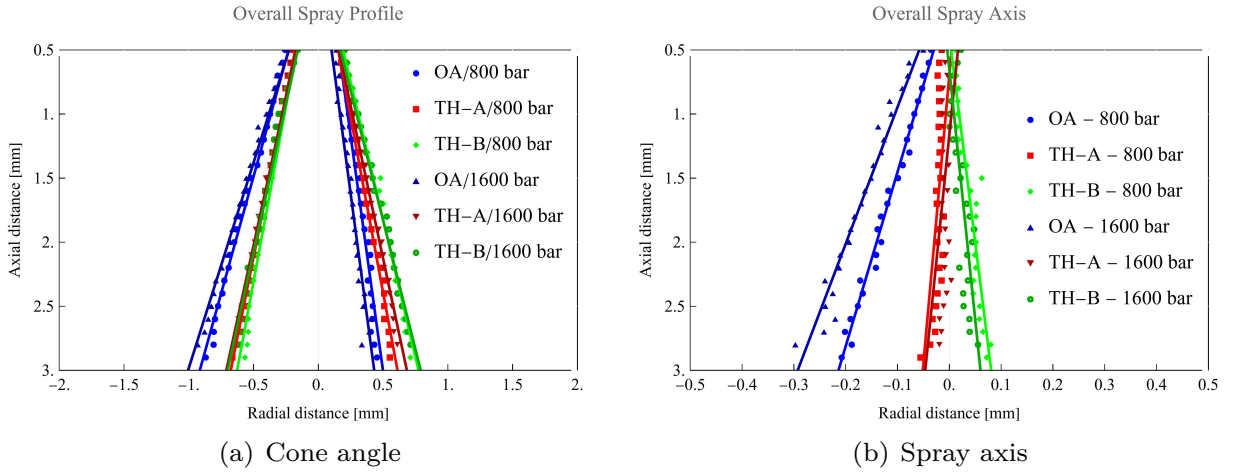 Overall Spray Profile
0.5
1.
1.5
2.
2.5
3.
Axial distance [mm]
−2.
−1.5
−1.
−0.5
0.
0.5
1.
1.5
2.
Radial distance [mm]
OA/800 bar
TH−A/800 bar
TH−B/800 bar
OA/1600 bar
TH−A/1600 bar
TH−B/1600 bar
(a) Cone angle
Overall Spray Axis
0.5
1.
1.5
2.
2.5
3.
Axial distance [mm]
−0.5
−0.4
−0.3
−0.2
−0.1
0.0
0.1
0.2
0.3
0.4
0.5
Radial distance [mm]
OA − 800 bar
TH−A − 800 bar
TH−B − 800 bar
OA − 1600 bar
TH−A − 1600 bar
TH−B − 1600 bar
(b) Spray axis